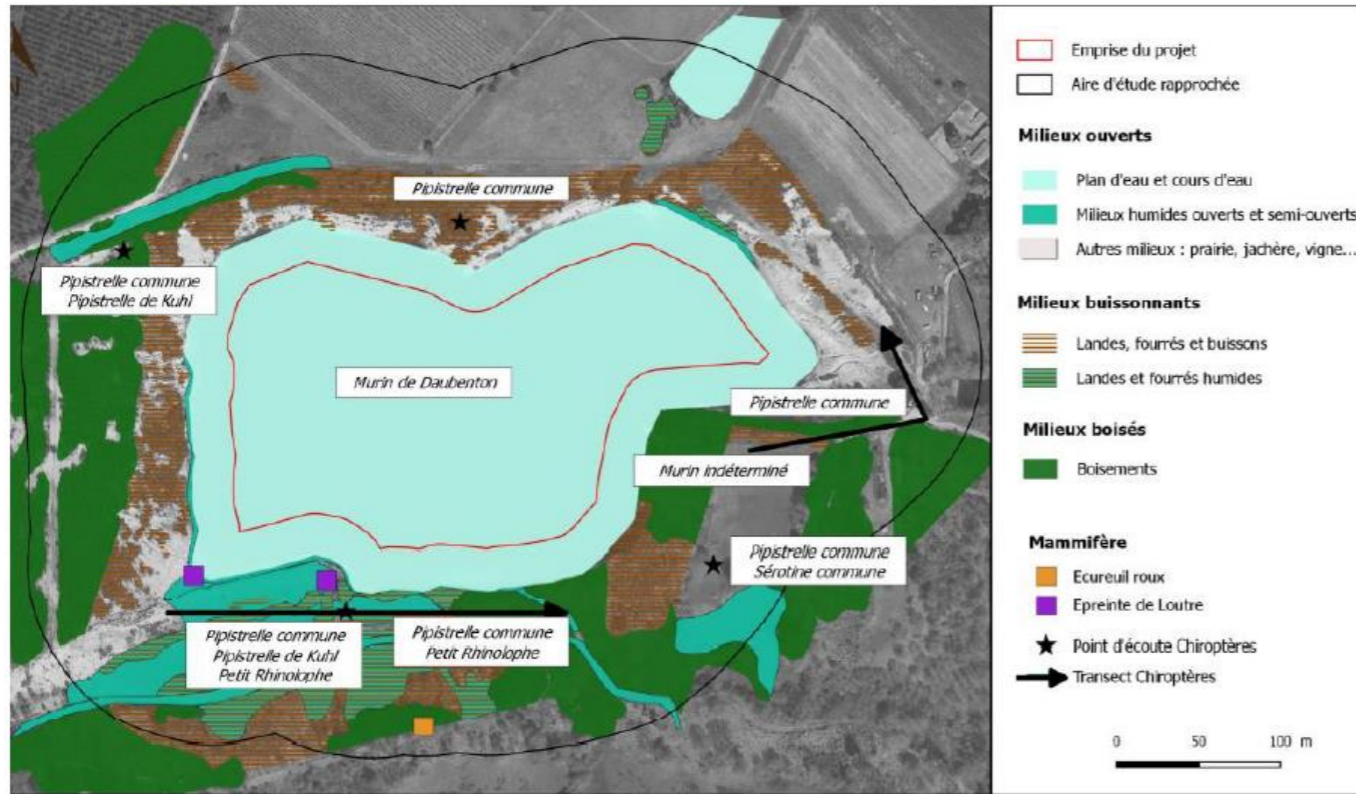 Pipistrelle commune
Pipistrelle commune
Pipistrelle de Kuhl
Murin de Daubenton
Pipistrelle commune
Murin indéterminé
Pipistrelle commune
Sérotine commune
Pipistrelle commune
Pipistrelle de Kuhl
Petit Rhinolophe
Pipistrelle commune
Petit Rhinolophe
Emprise du projet
Aire d'étude rapprochée
Milieux ouverts
Plan d'eau et cours d'eau
Milieux humides ouverts et semi-ouverts
Autres milieux : prairie, jachère, vigne...
Milieux buissonnants
Landes, fourrés et buissons
Landes et fourrés humides
Milieux boisés
Boisements
Mammifère
Ecureuil roux
Epreinte de Loutre
Point d'écoute Chiroptères
Transect Chiroptères
0 50 100 m